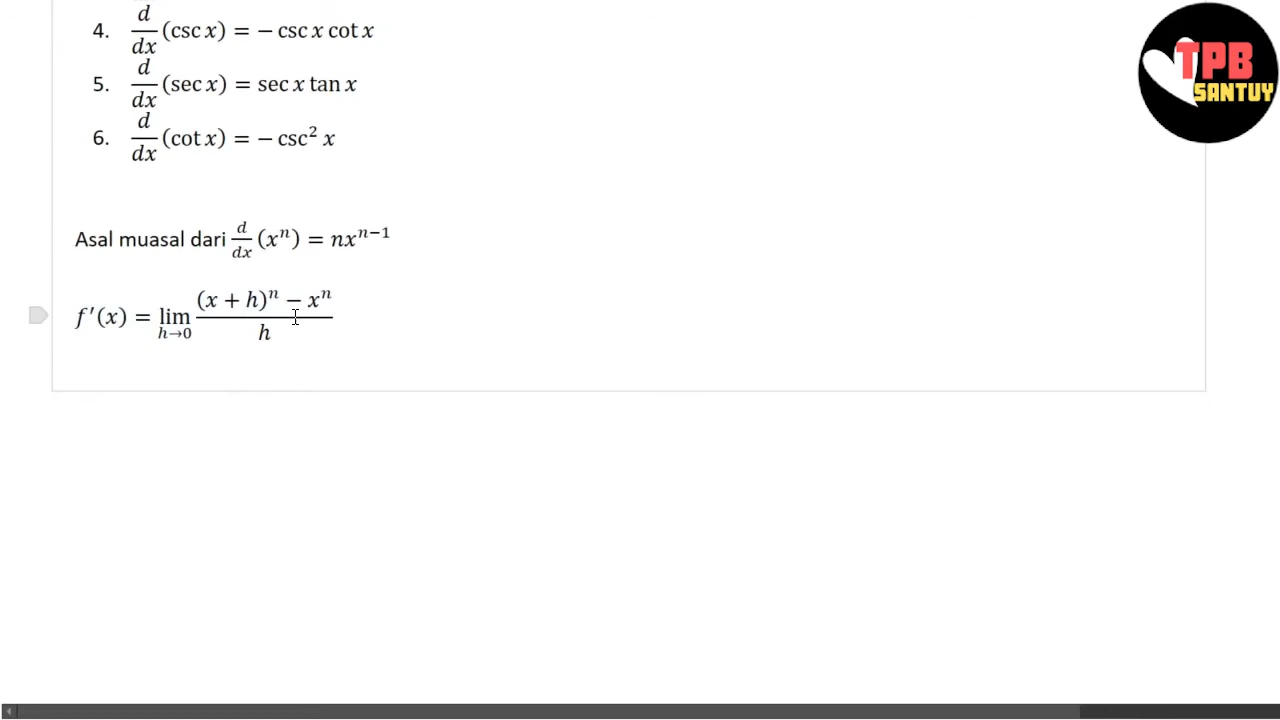 4. d/dx (csc x) = − csc x cot x
5. d/dx (sec x) = sec x tan x
6. d/dx (cot x) = − csc² x
Asal muasal dari d/dx (xⁿ) = nxⁿ⁻¹
f′(x) = lim h→0 ((x + h)ⁿ − xⁿ)/h
TPB
SANTUY